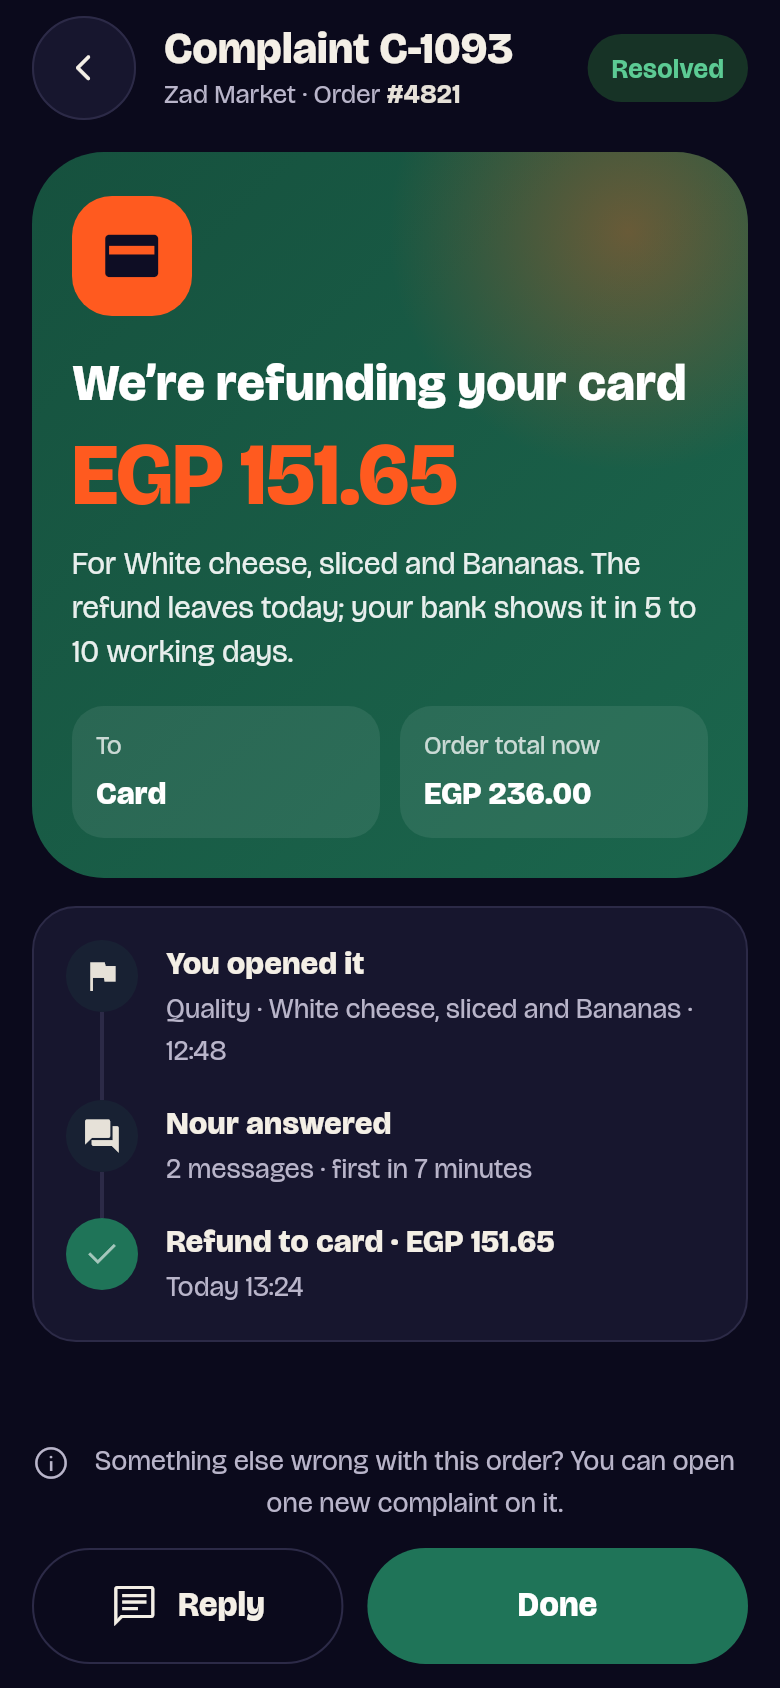 Complaint C-1093
Zad Market · Order #4821
Resolved
We're refunding your card
EGP 151.65
For White cheese, sliced and Bananas. The
refund leaves today; your bank shows it in 5 to
10 working days.
To
Card
Order total now
EGP 236.00
You opened it
Quality · White cheese, sliced and Bananas ·
12:48
Nour answered
2 messages · first in 7 minutes
Refund to card · EGP 151.65
Today 13:24
Something else wrong with this order? You can open
one new complaint on it.
Reply
Done